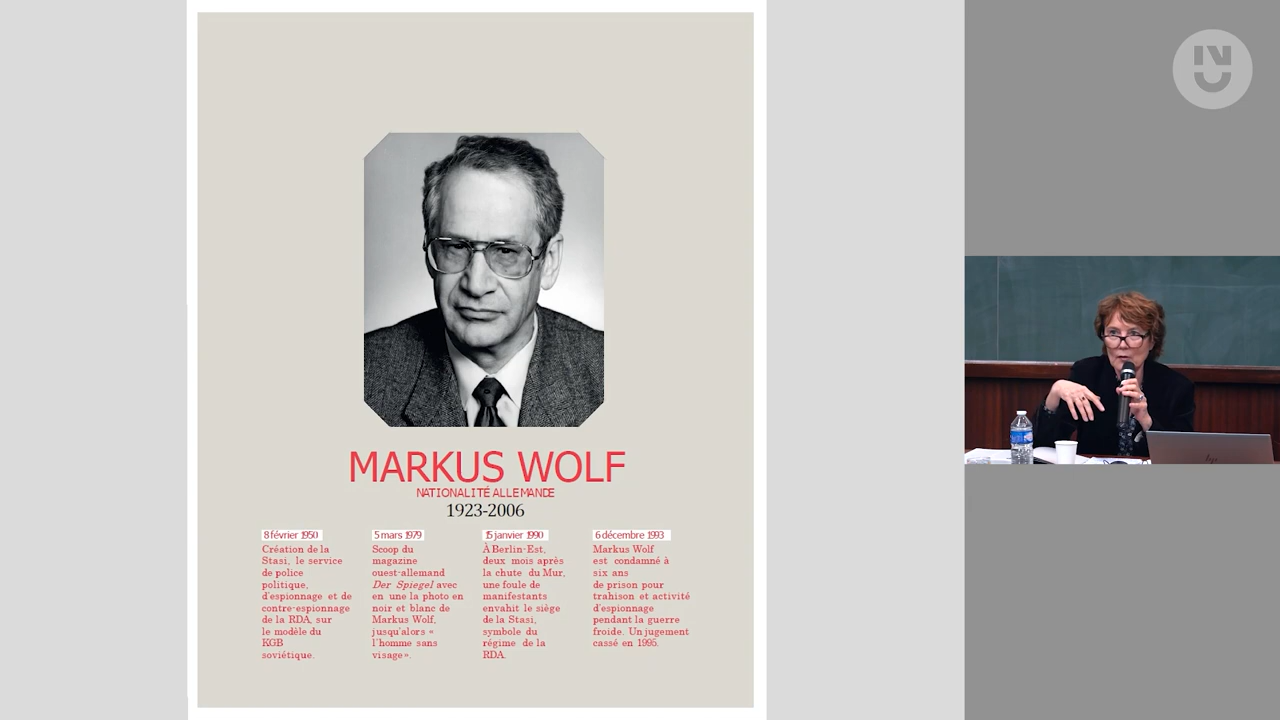 MARKUS WOLF
NATIONALITÉ ALLEMANDE
1923-2006
8 février 1950
Création de la
Stasi, le service
de police
politique,
d'espionnage et de
contre-espionnage
de la RDA, sur
le modèle du
KGB
soviétique.
5 mars 1979
Scoop du
magazine
ouest-allemand
Der Spiegel avec
en une la photo en
noir et blanc de
Markus Wolf,
jusqu'alors «
l'homme sans
visage».
15 janvier 1990
À Berlin-Est,
deux mois après
la chute du Mur,
une foule de
manifestants
envahit le siège
de la Stasi,
symbole du
régime de la
RDA.
6 décembre 1993
Markus Wolf
est condamné à
six ans
de prison pour
trahison et activité
d'espionnage
pendant la guerre
froide. Un jugement
cassé en 1995.
hp